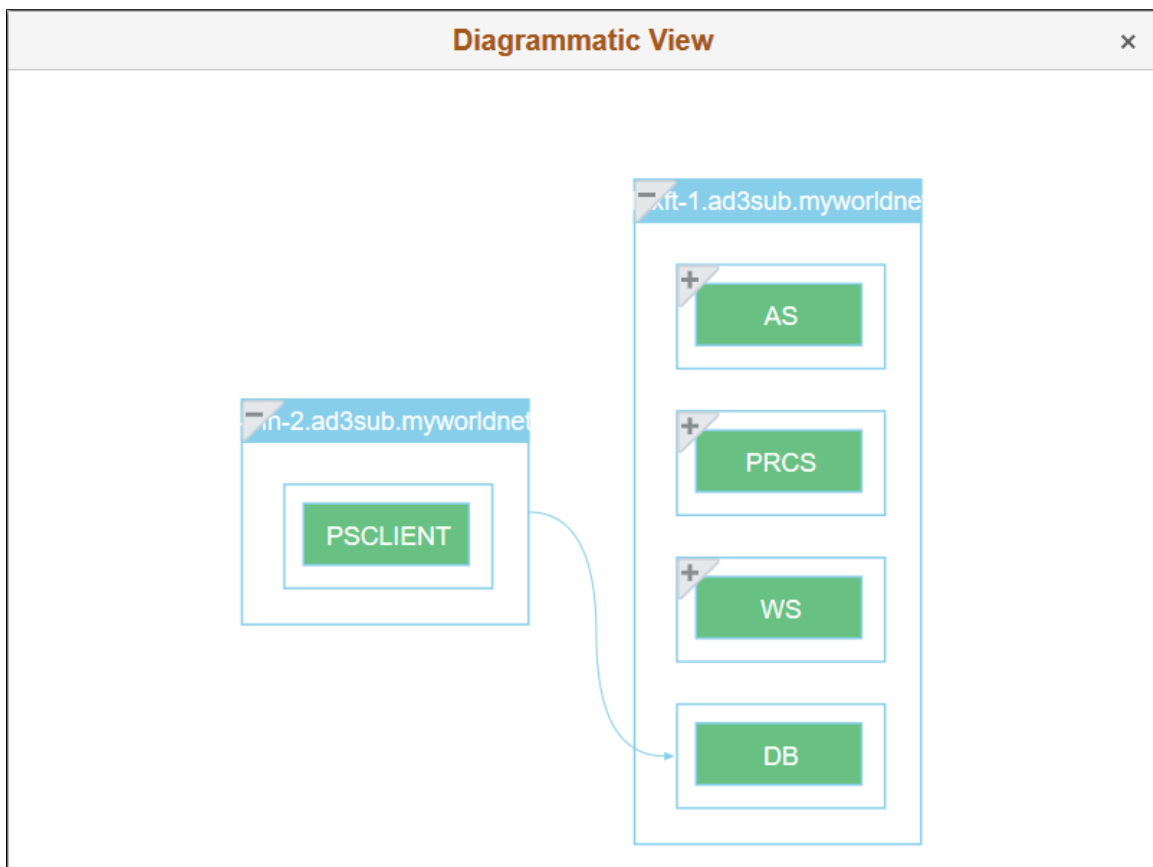 Diagrammatic View
xft-1.ad3sub.myworldne
AS
PRCS
WS
DB
n-2.ad3sub.myworldnet
PSCLIENT